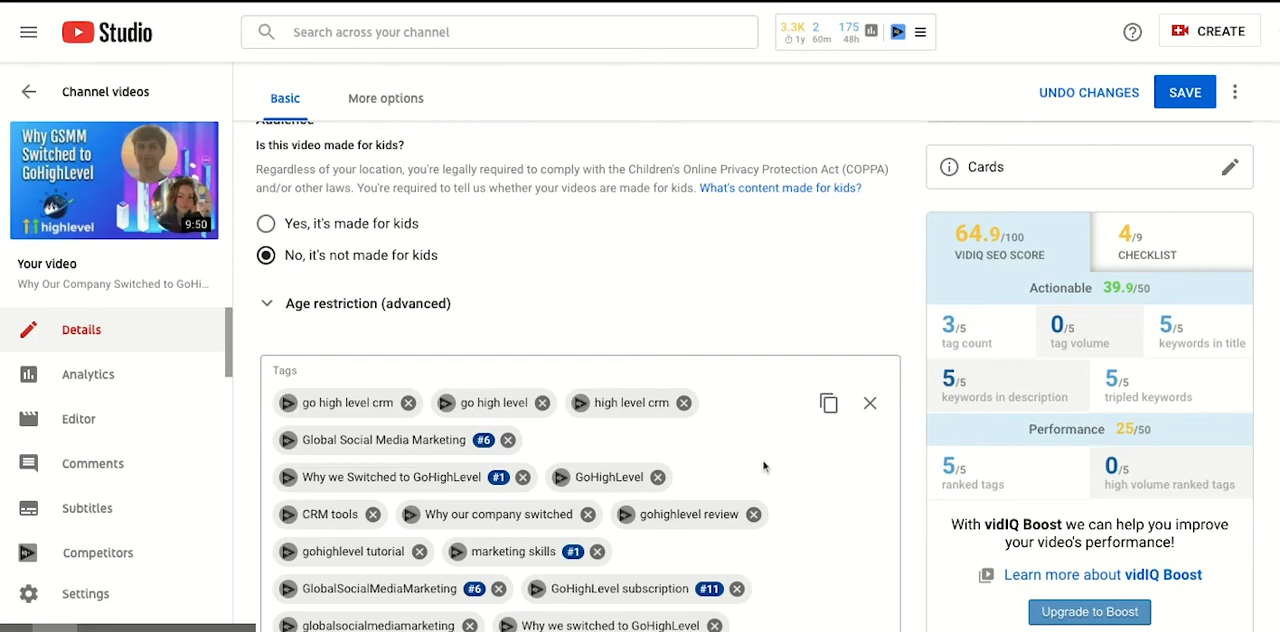 Studio
Search across your channel
3.3K 2 175
1y 60m 48h
CREATE
Channel videos
Basic
More options
UNDO CHANGES
SAVE
Why GSMM
Switched to
GoHighLevel
highlevel
9:50
Your video
Why Our Company Switched to GoHi...
Details
Analytics
Editor
Comments
Subtitles
Competitors
Settings
Audience
Is this video made for kids?
Regardless of your location, you're legally required to comply with the Children's Online Privacy Protection Act (COPPA)
and/or other laws. You're required to tell us whether your videos are made for kids. What's content made for kids?
Yes, it's made for kids
No, it's not made for kids
Age restriction (advanced)
Tags
go high level crm
go high level
high level crm
Global Social Media Marketing #6
Why we Switched to GoHighLevel #1
GoHighLevel
CRM tools
Why our company switched
gohighlevel review
gohighlevel tutorial
marketing skills #1
GlobalSocialMediaMarketing #6
GoHighLevel subscription #11
globalsocialmediamarketing
Why we switched to GoHighLevel
Cards
64.9/100
VIDIQ SEO SCORE
4/9
CHECKLIST
Actionable 39.9/50
3/5
tag count
0/5
tag volume
5/5
keywords in title
5/5
keywords in description
5/5
tripled keywords
Performance 25/50
5/5
ranked tags
0/5
high volume ranked tags
With vidIQ Boost we can help you improve
your video's performance!
Learn more about vidIQ Boost
Upgrade to Boost